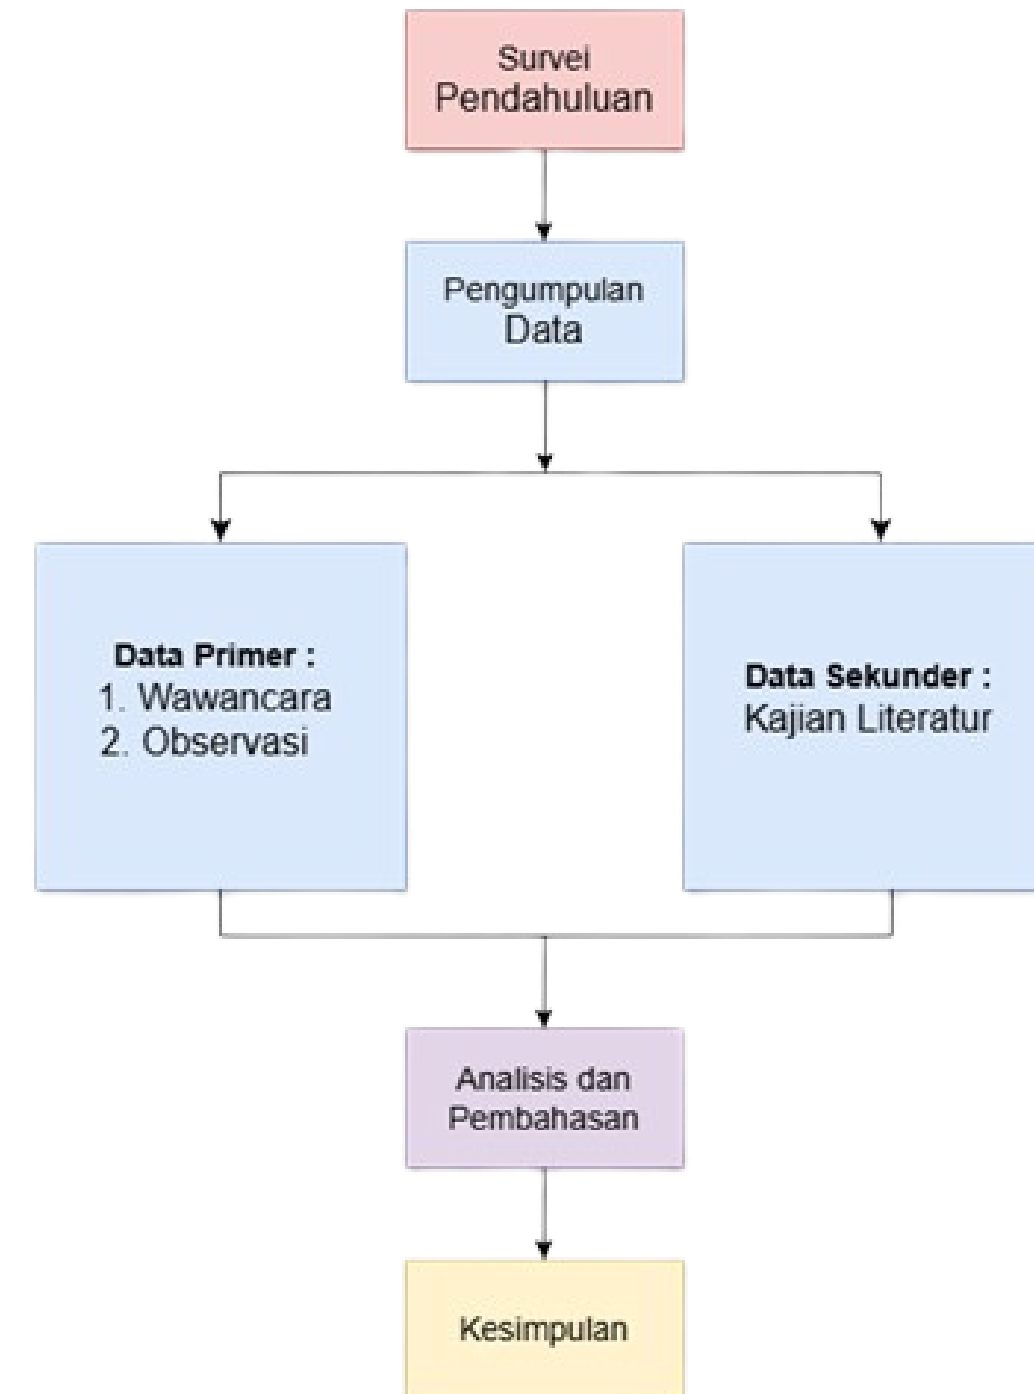 Survei
Pendahuluan
Pengumpulan
Data
Data Primer :
1. Wawancara
2. Observasi
Data Sekunder :
Kajian Literatur
Analisis dan
Pembahasan
Kesimpulan